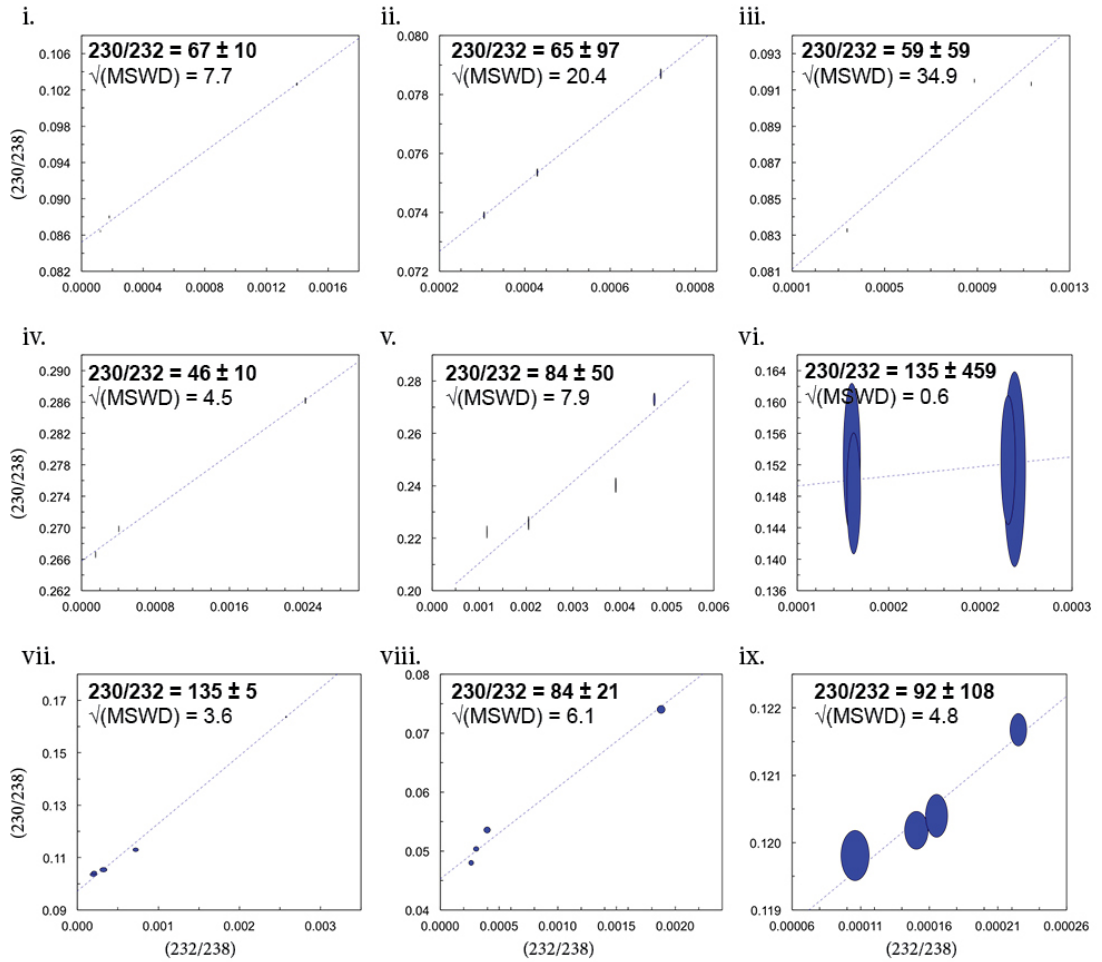 i.
230/232 = 67 ± 10
√(MSWD) = 7.7
(230/238)
0.108
0.106
0.102
0.098
0.094
0.090
0.086
0.082
0.0000 0.0004 0.0008 0.0012 0.0016
ii.
230/232 = 65 ± 97
√(MSWD) = 20.4
0.080
0.078
0.076
0.074
0.072
0.0002 0.0004 0.0006 0.0008
iii.
230/232 = 59 ± 59
√(MSWD) = 34.9
0.093
0.091
0.089
0.087
0.085
0.083
0.081
0.0001 0.0005 0.0009 0.0013
iv.
230/232 = 46 ± 10
√(MSWD) = 4.5
(230/238)
0.290
0.286
0.282
0.278
0.274
0.270
0.266
0.262
0.0000 0.0008 0.0016 0.0024
v.
230/232 = 84 ± 50
√(MSWD) = 7.9
0.28
0.26
0.24
0.22
0.20
0.000 0.001 0.002 0.003 0.004 0.005 0.006
vi.
230/232 = 135 ± 459
√(MSWD) = 0.6
0.164
0.160
0.156
0.152
0.148
0.144
0.140
0.136
0.0001 0.0002 0.0002 0.0003
vii.
230/232 = 135 ± 5
√(MSWD) = 3.6
(230/238)
0.17
0.15
0.13
0.11
0.09
0.000 0.001 0.002 0.003
(232/238)
viii.
230/232 = 84 ± 21
√(MSWD) = 6.1
0.08
0.07
0.06
0.05
0.04
0.0000 0.0005 0.0010 0.0015 0.0020
(232/238)
ix.
230/232 = 92 ± 108
√(MSWD) = 4.8
0.122
0.121
0.120
0.119
0.00006 0.00011 0.00016 0.00021 0.00026
(232/238)